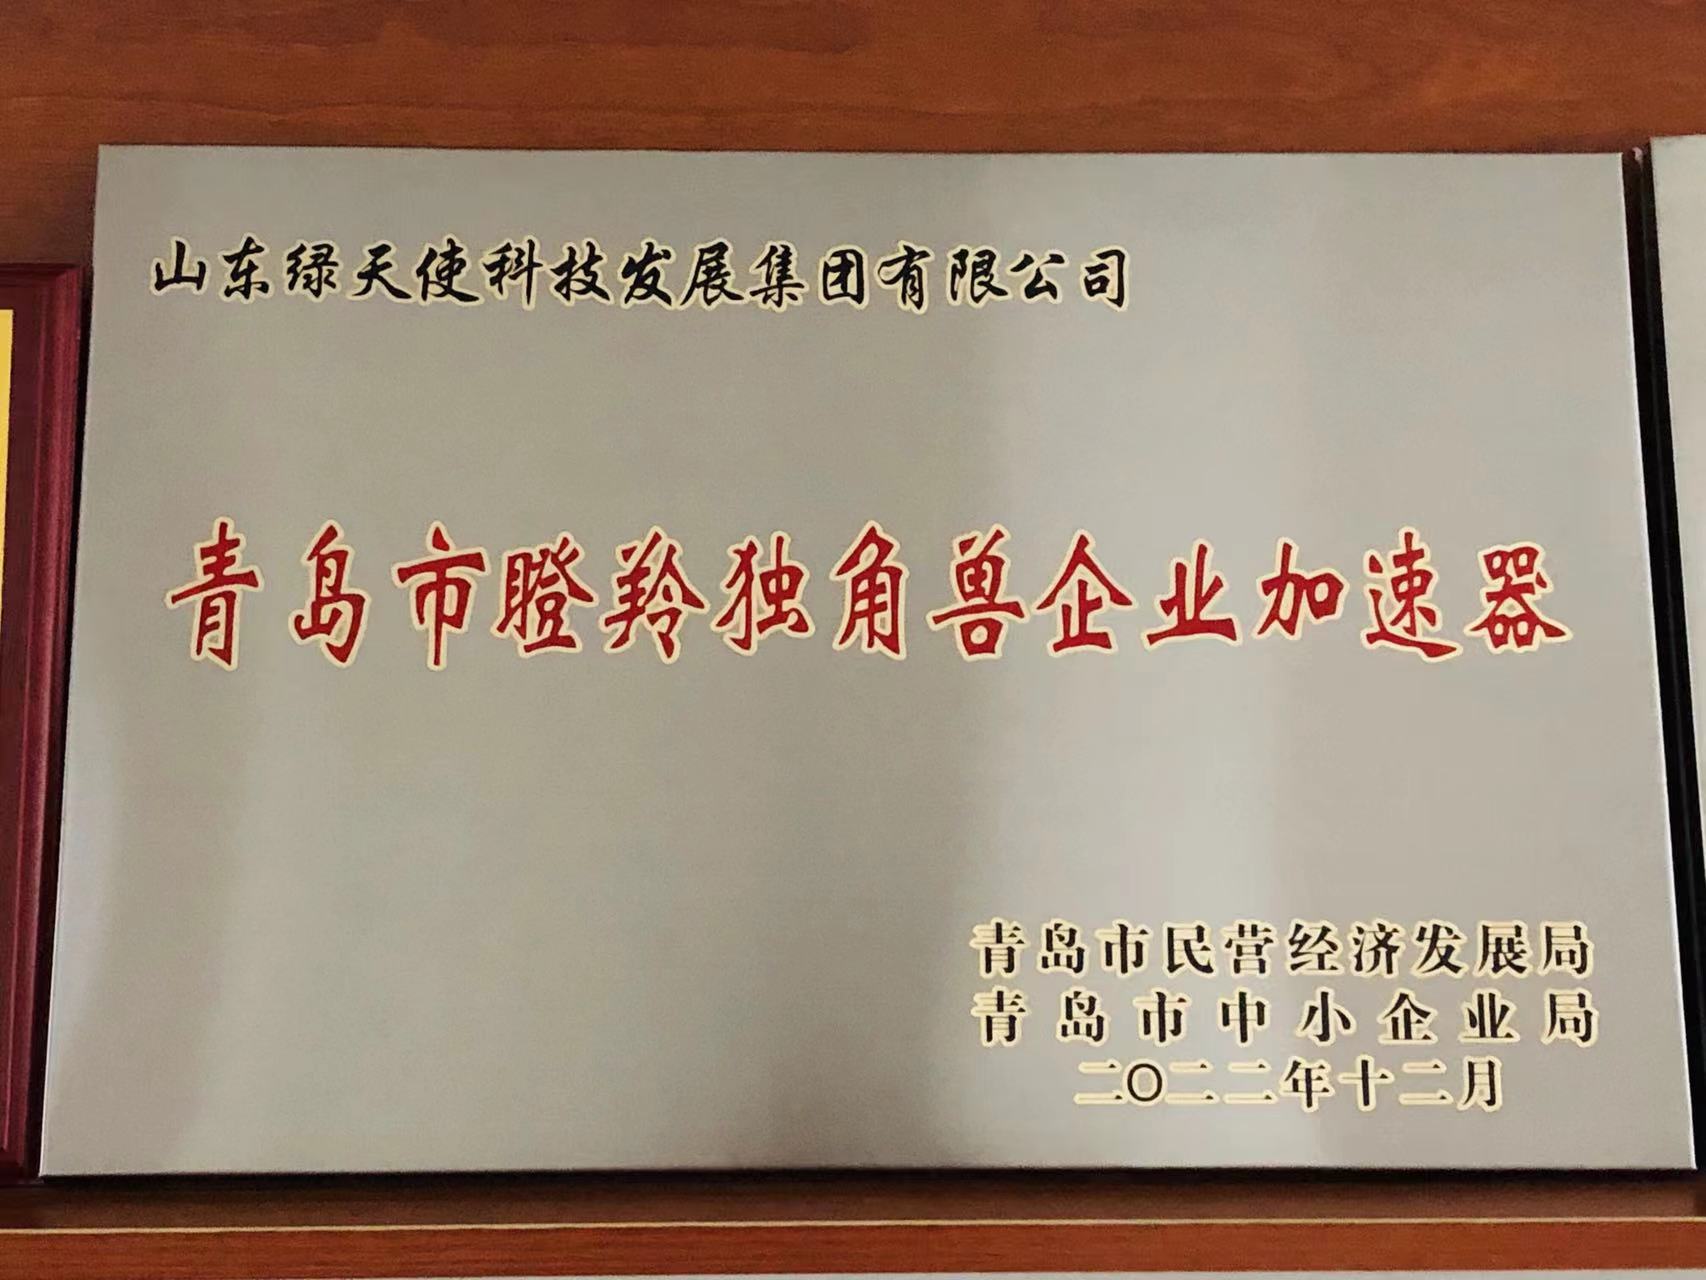 山东绿天使科技发展集团有限公司
青岛市瞪羚独角兽企业加速器
青岛市民营经济发展局
青岛市中小企业局
二〇二二年十二月